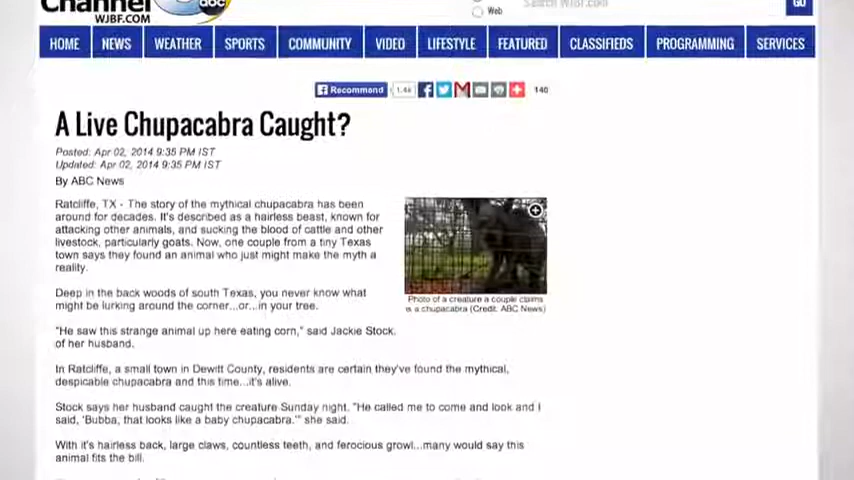 Channel
abc
WJBF.COM
Web
Search WJBF.com
GO
HOME NEWS WEATHER SPORTS COMMUNITY VIDEO LIFESTYLE FEATURED CLASSIFIEDS PROGRAMMING SERVICES
Recommend 1.4k 140
A Live Chupacabra Caught?
Posted: Apr 02, 2014 9:35 PM IST
Updated: Apr 02, 2014 9:35 PM IST
By ABC News
Ratcliffe, TX - The story of the mythical chupacabra has been
around for decades. It's described as a hairless beast, known for
attacking other animals, and sucking the blood of cattle and other
livestock, particularly goats. Now, one couple from a tiny Texas
town says they found an animal who just might make the myth a
reality.
Photo of a creature a couple claims
is a chupacabra (Credit: ABC News)
Deep in the back woods of south Texas, you never know what
might be lurking around the corner...or...in your tree.
"He saw this strange animal up here eating corn," said Jackie Stock.
of her husband.
In Ratcliffe, a small town in Dewitt County, residents are certain they've found the mythical,
despicable chupacabra and this time...it's alive.
Stock says her husband caught the creature Sunday night. "He called me to come and look and I
said, 'Bubba, that looks like a baby chupacabra.'" she said.
With it's hairless back, large claws, countless teeth, and ferocious growl...many would say this
animal fits the bill.